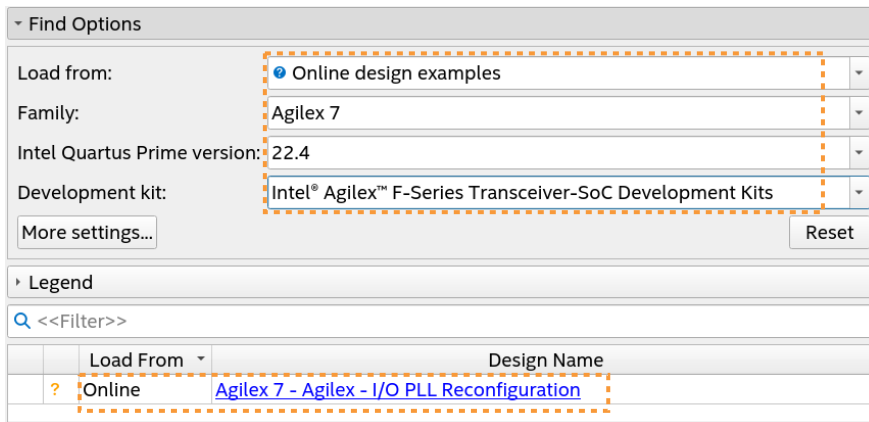 Find Options
Load from: Online design examples
Family: Agilex 7
Intel Quartus Prime version: 22.4
Development kit: Intel® Agilex™ F-Series Transceiver-SoC Development Kits
More settings... Reset
Legend
<<Filter>>
Load From Design Name
? Online Agilex 7 - Agilex - I/O PLL Reconfiguration